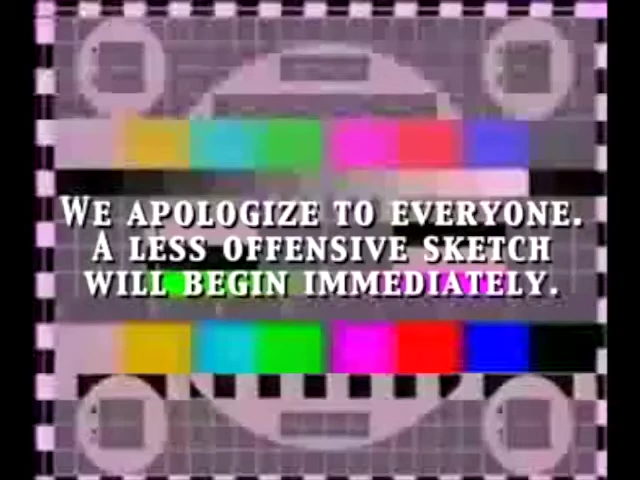 WE APOLOGIZE TO EVERYONE.
A LESS OFFENSIVE SKETCH
WILL BEGIN IMMEDIATELY.